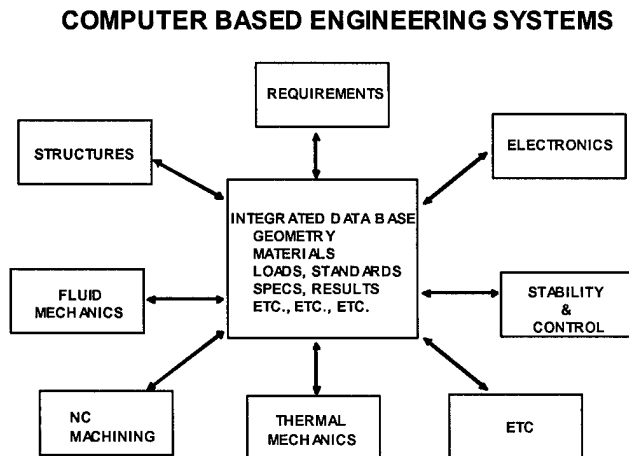 COMPUTER BASED ENGINEERING SYSTEMS
REQUIREMENTS
STRUCTURES
ELECTRONICS
INTEGRATED DATA BASE
GEOMETRY
MATERIALS
LOADS, STANDARDS
SPECS, RESULTS
ETC., ETC., ETC.
FLUID
MECHANICS
STABILITY
&
CONTROL
NC
MACHINING
THERMAL
MECHANICS
ETC